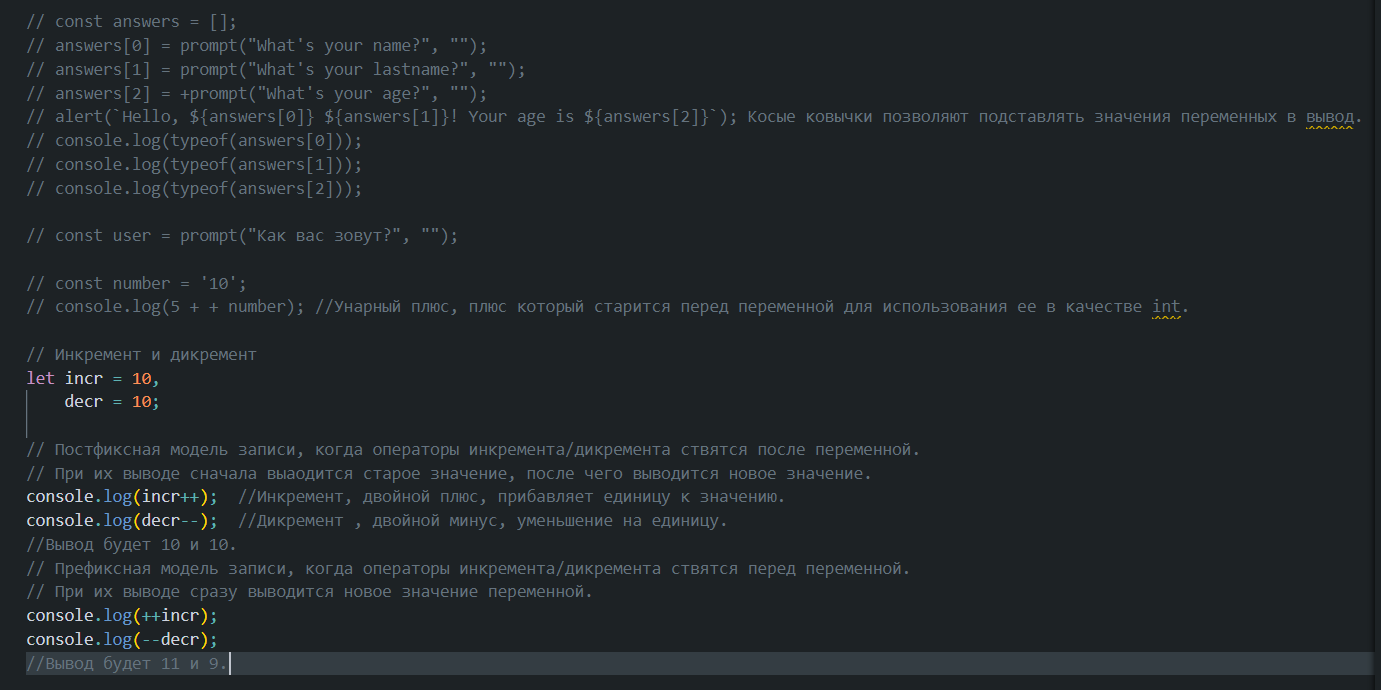 // const answers = [];
// answers[0] = prompt("What's your name?", "");
// answers[1] = prompt("What's your lastname?", "");
// answers[2] = +prompt("What's your age?", "");
// alert(`Hello, ${answers[0]} ${answers[1]}! Your age is ${answers[2]}`); Косые ковычки позволяют подставлять значения переменных в вывод.
// console.log(typeof(answers[0]));
// console.log(typeof(answers[1]));
// console.log(typeof(answers[2]));
// const user = prompt("Как вас зовут?", "");
// const number = '10';
// console.log(5 + + number); //Унарный плюс, плюс который старится перед переменной для использования ее в качестве int.
// Инкремент и дикремент
let incr = 10,
decr = 10;
// Постфиксная модель записи, когда операторы инкремента/дикремента ствятся после переменной.
// При их выводе сначала выаодится старое значение, после чего выводится новое значение.
console.log(incr++); //Инкремент, двойной плюс, прибавляет единицу к значению.
console.log(decr--); //Дикремент , двойной минус, уменьшение на единицу.
//Вывод будет 10 и 10.
// Префиксная модель записи, когда операторы инкремента/дикремента ствятся перед переменной.
// При их выводе сразу выводится новое значение переменной.
console.log(++incr);
console.log(--decr);
//Вывод будет 11 и 9.